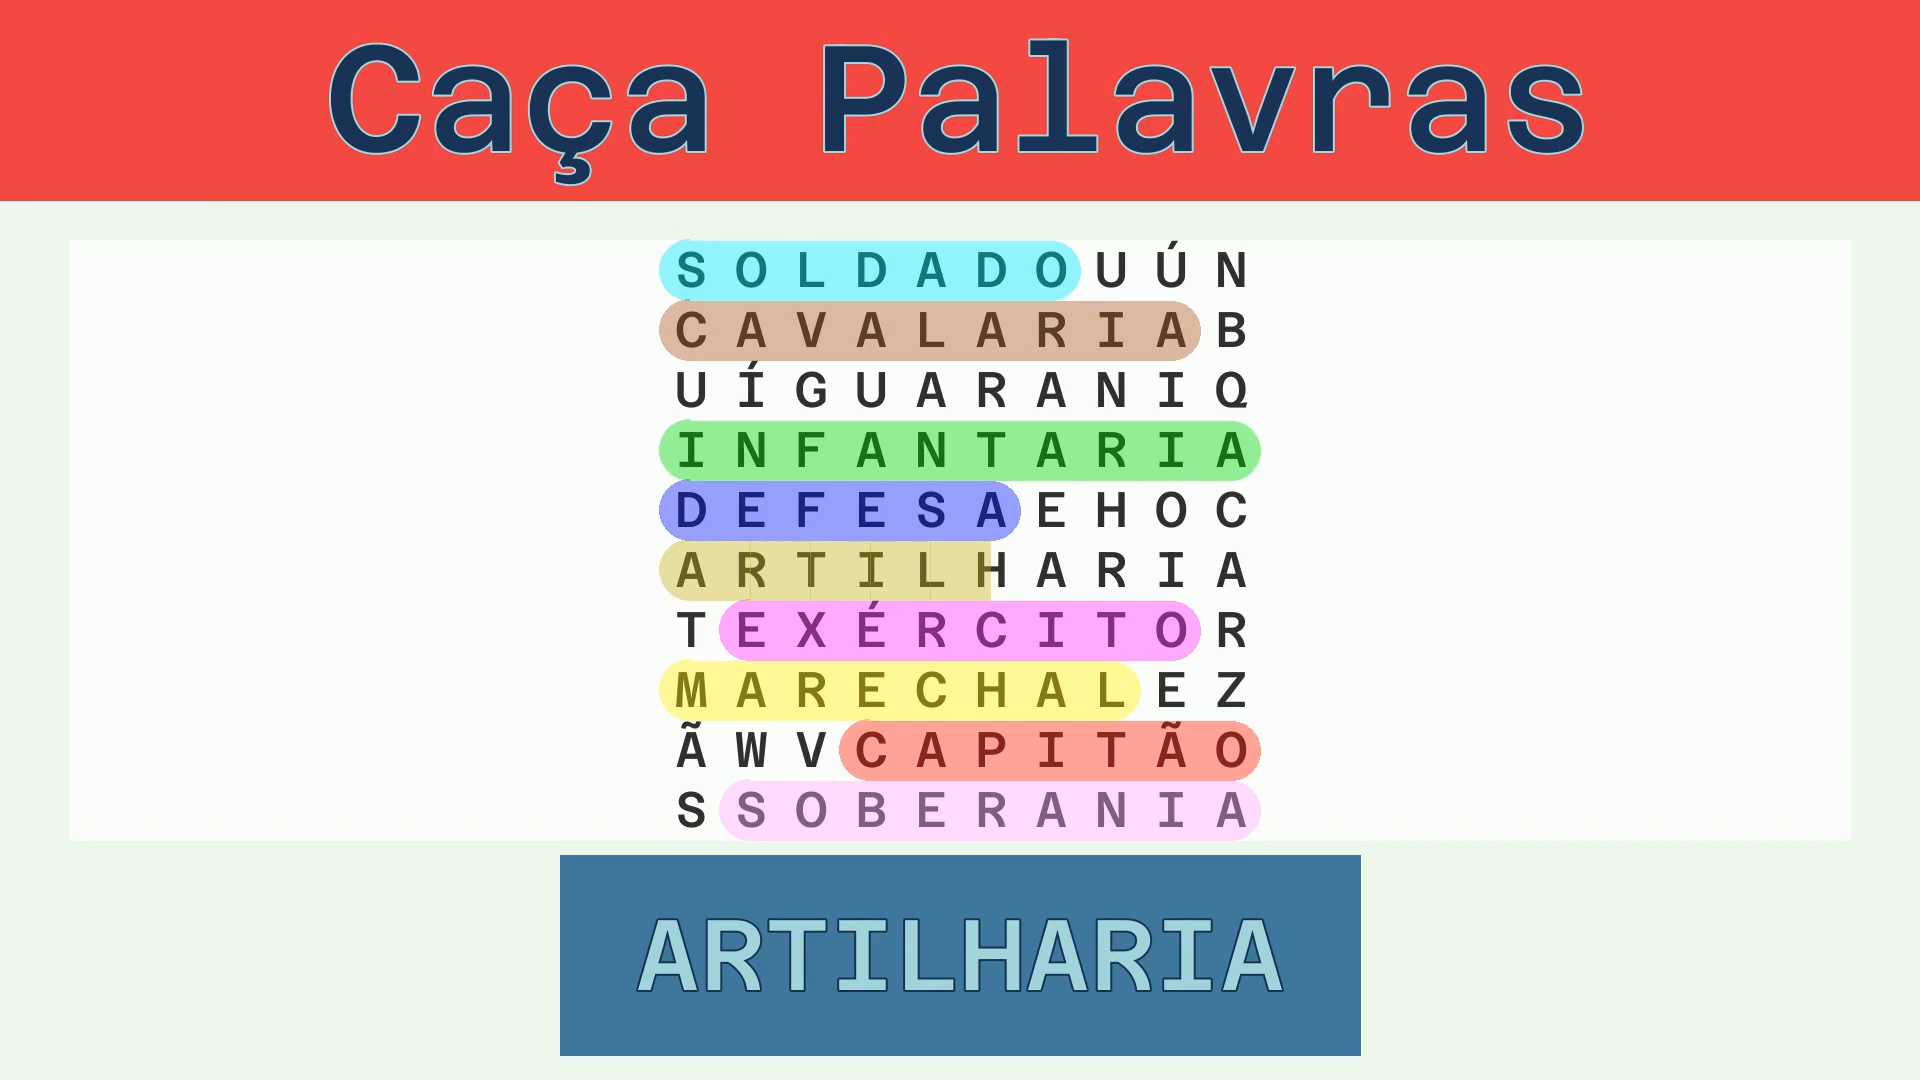 Caça Palavras
S O L D A D O U Ú N
C A V A L A R I A B
U Í G U A R A N I Q
I N F A N T A R I A
D E F E S A E H O C
A R T I L H A R I A
T E X É R C I T O R
M A R E C H A L E Z
Ã W V C A P I T Ã O
S S O B E R A N I A
ARTILHARIA